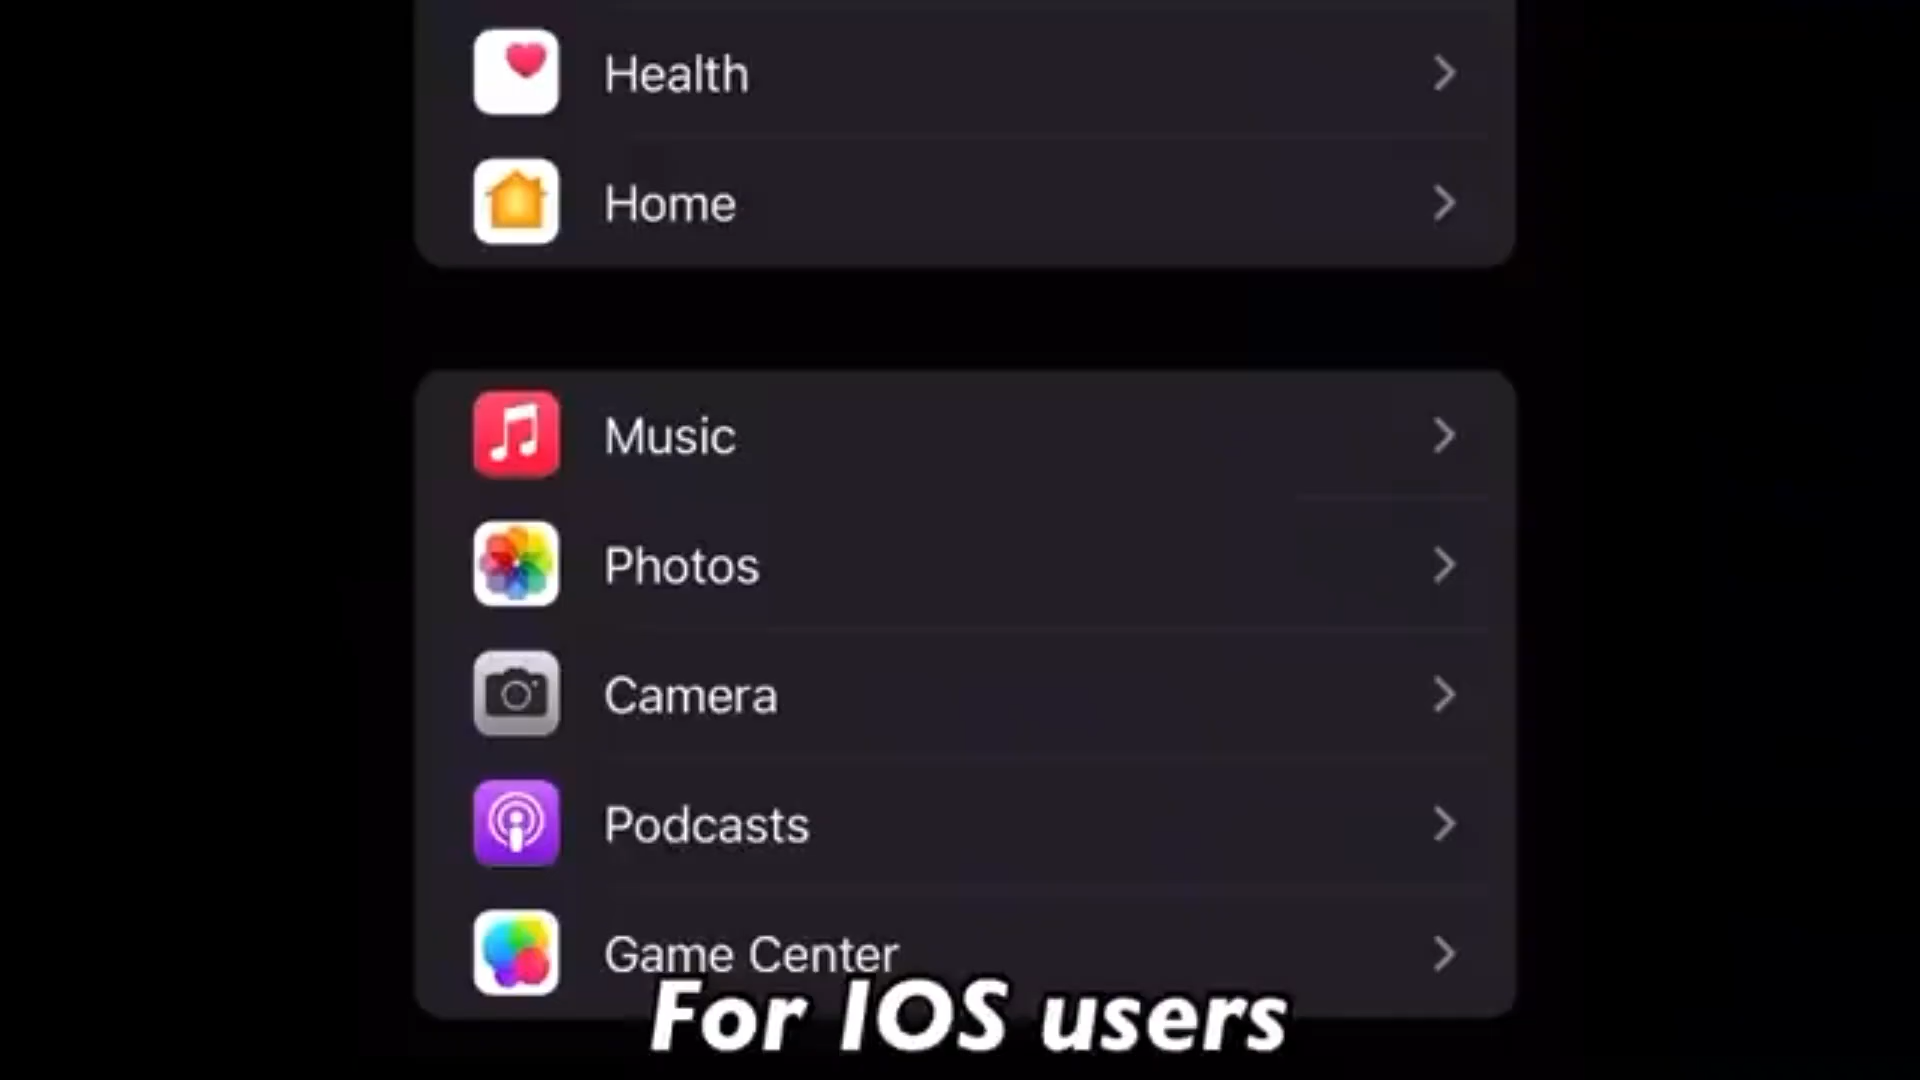 Health
Home
Music
Photos
Camera
Podcasts
Game Center
For IOS users